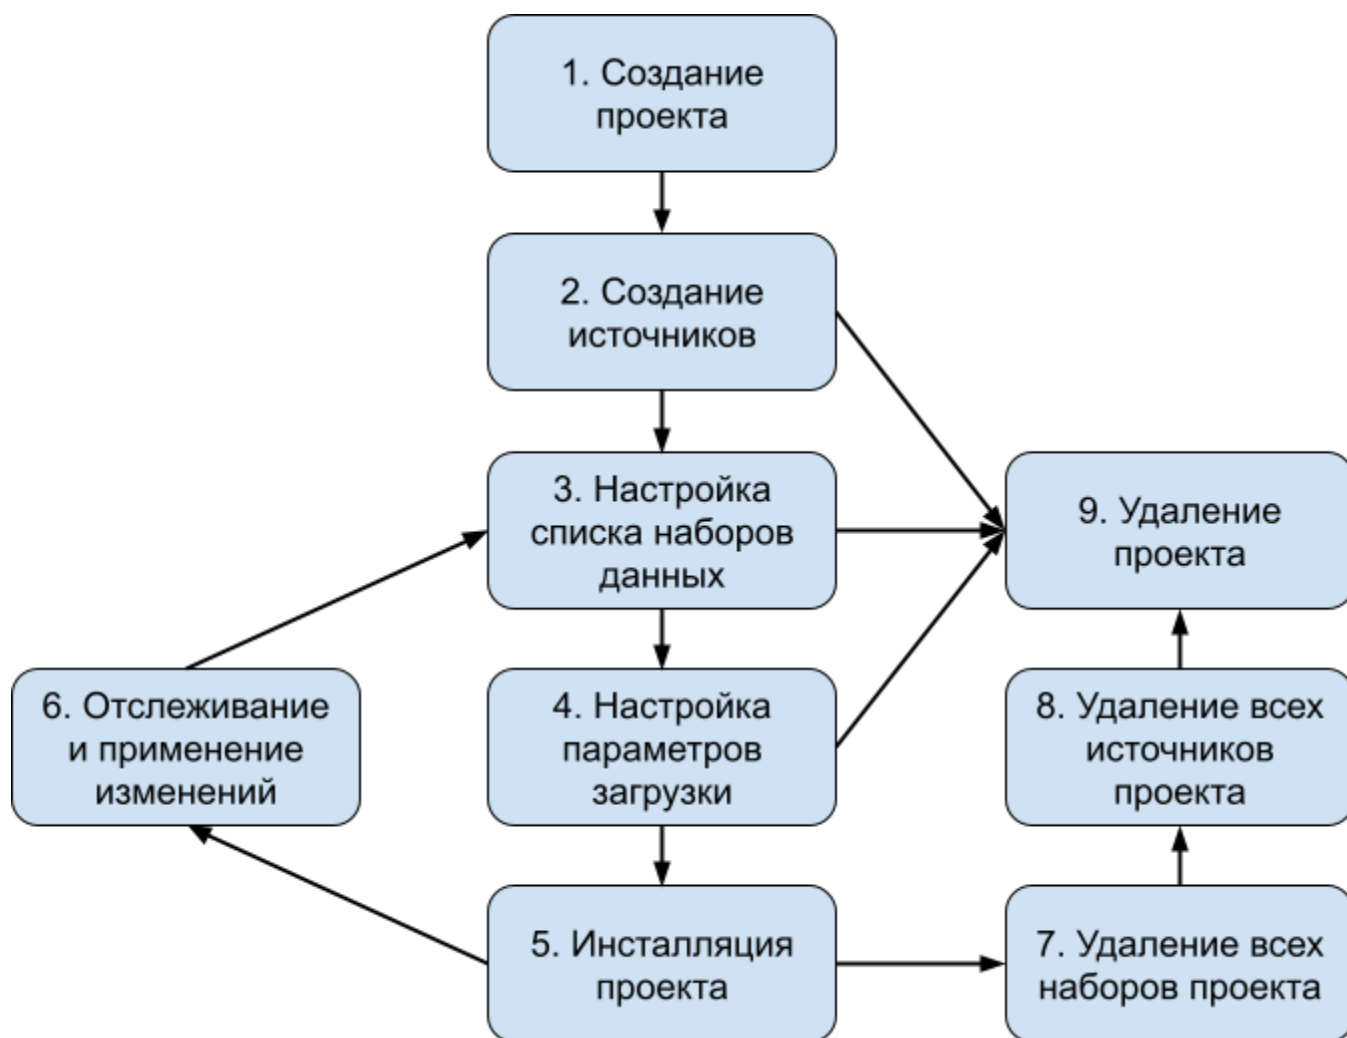 1. Создание
проекта
2. Создание
источников
3. Настройка
списка наборов
данных
9. Удаление
проекта
6. Отслеживание
и применение
изменений
4. Настройка
параметров
загрузки
8. Удаление всех
источников
проекта
5. Инсталляция
проекта
7. Удаление всех
наборов проекта